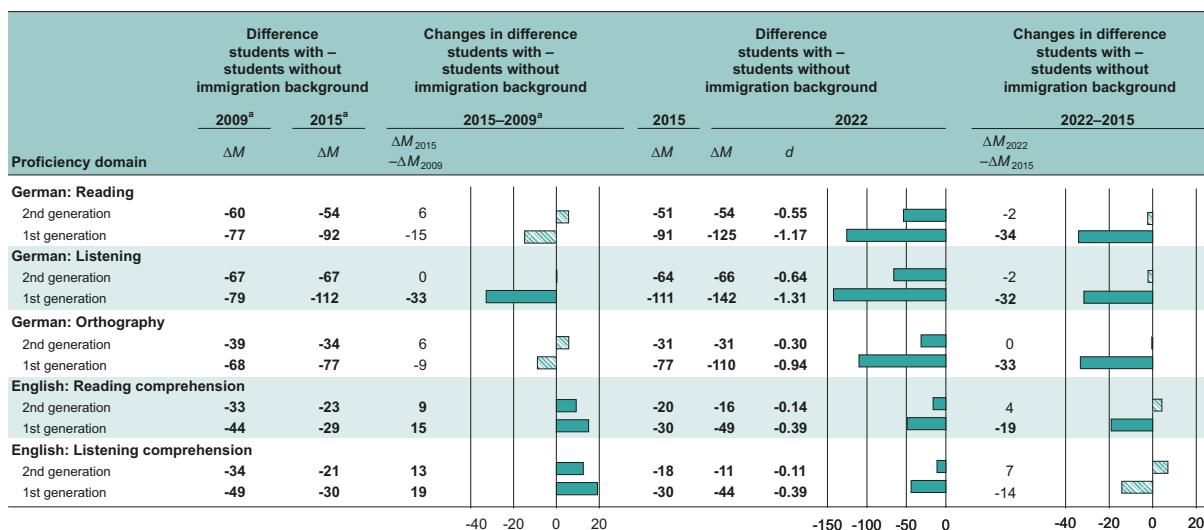 Difference students with – students without immigration background
Changes in difference students with – students without immigration background
Difference students with – students without immigration background
Changes in difference students with – students without immigration background
2009a 2015a 2015–2009a 2015 2022 2022–2015
Proficiency domain ΔM ΔM ΔM2015 –ΔM2009 ΔM ΔM d ΔM2022 –ΔM2015
German: Reading
2nd generation -60 -54 6 -51 -54 -0.55 -2
1st generation -77 -92 -15 -91 -125 -1.17 -34
German: Listening
2nd generation -67 -67 0 -64 -66 -0.64 -2
1st generation -79 -112 -33 -111 -142 -1.31 -32
German: Orthography
2nd generation -39 -34 6 -31 -31 -0.30 0
1st generation -68 -77 -9 -77 -110 -0.94 -33
English: Reading comprehension
2nd generation -33 -23 9 -20 -16 -0.14 4
1st generation -44 -29 15 -30 -49 -0.39 -19
English: Listening comprehension
2nd generation -34 -21 13 -18 -11 -0.11 7
1st generation -49 -30 19 -30 -44 -0.39 -14
-40 -20 0 20 -150 -100 -50 0 -40 -20 0 20